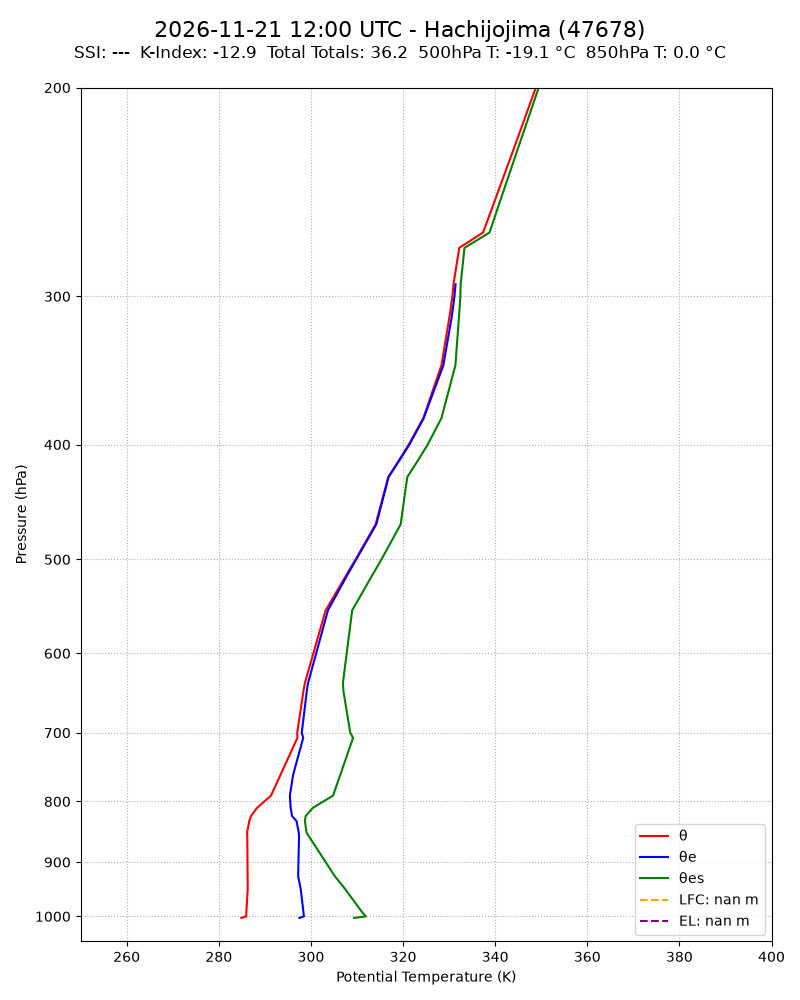 2026-11-21 12:00 UTC - Hachijojima (47678)
SSI: --- K-Index: -12.9 Total Totals: 36.2 500hPa T: -19.1 °C 850hPa T: 0.0 °C
200
300
400
500
600
700
800
900
1000
Pressure (hPa)
260
280
300
320
340
360
380
400
Potential Temperature (K)
θ
θe
θes
LFC: nan m
EL: nan m